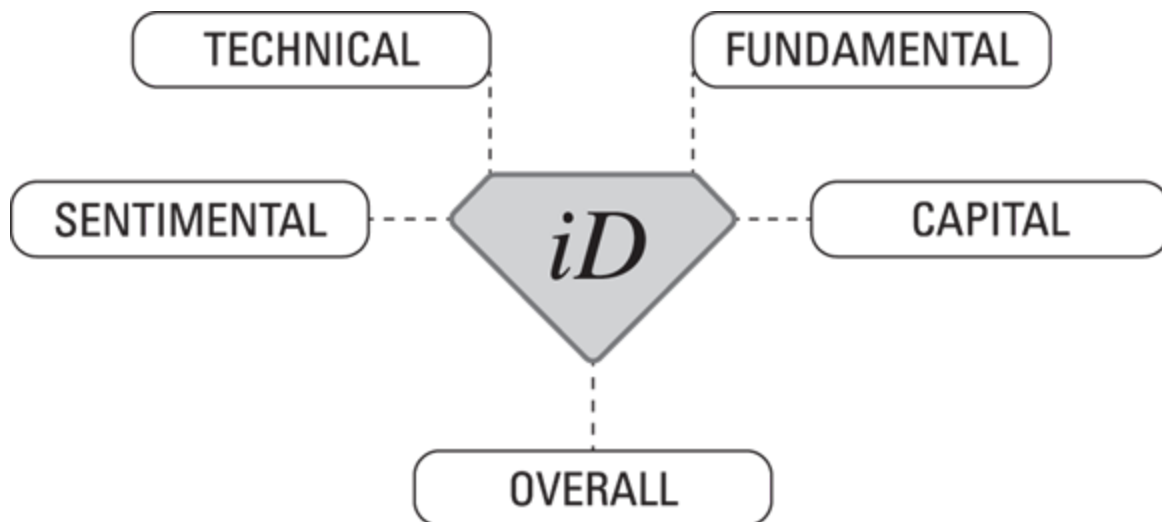 TECHNICAL
FUNDAMENTAL
SENTIMENTAL
iD
CAPITAL
OVERALL